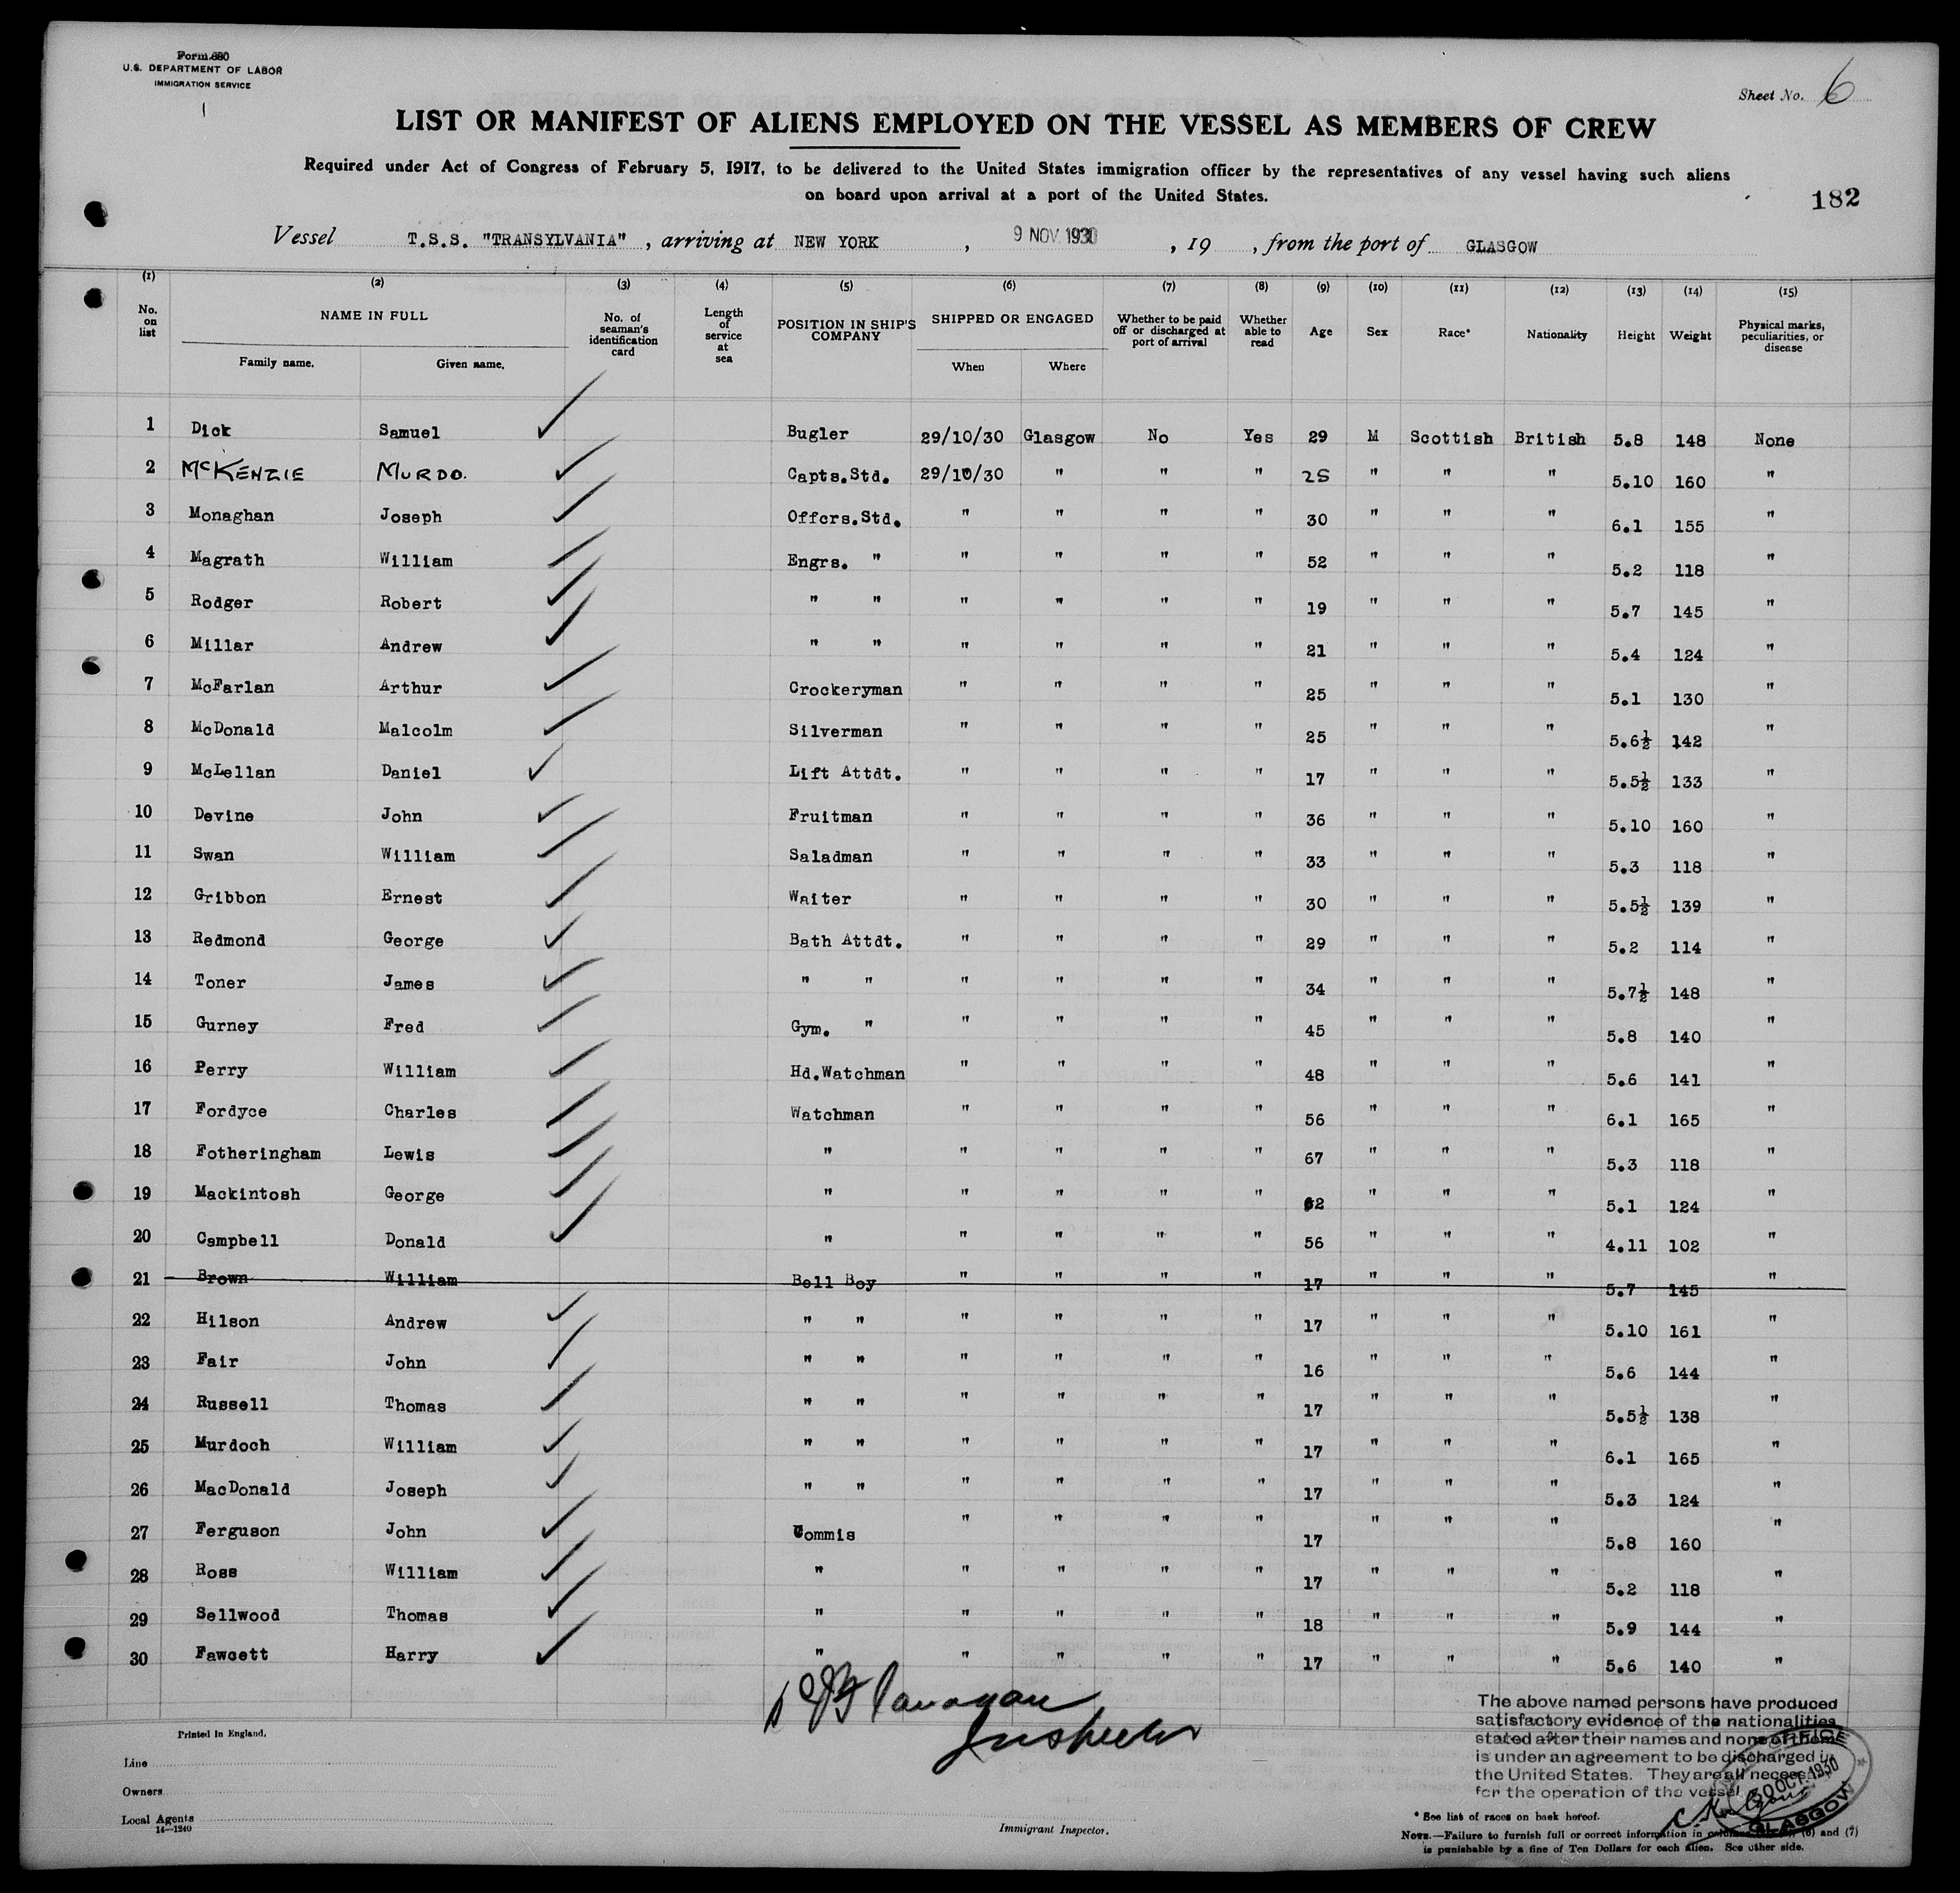 Form 680
U.S. DEPARTMENT OF LABOR
IMMIGRATION SERVICE
Sheet No. 6
LIST OR MANIFEST OF ALIENS EMPLOYED ON THE VESSEL AS MEMBERS OF CREW
Required under Act of Congress of February 5, 1917, to be delivered to the United States immigration officer by the representatives of any vessel having such aliens
on board upon arrival at a port of the United States.
182
Vessel T.S.S. "TRANSYLVANIA", arriving at NEW YORK, 9 NOV 1930, 19 , from the port of GLASGOW
(1) (2) (3) (4) (5) (6) (7) (8) (9) (10) (11) (12) (13) (14) (15)
No. on list NAME IN FULL Family name. Given name. No. of seaman's identification card Length of service at sea POSITION IN SHIP'S COMPANY SHIPPED OR ENGAGED When Where Whether to be paid off or discharged at port of arrival Whether able to read Age Sex Race* Nationality Height Weight Physical marks, peculiarities, or disease
1 Dick Samuel Bugler 29/10/30 Glasgow No Yes 29 M Scottish British 5.8 148 None
2 McKENZIE MURDO. Capts.Std. 29/10/30 " " " 25 " " " 5.10 160 "
3 Monaghan Joseph Offcrs.Std. " " " " 30 " " " 6.1 155 "
4 Magrath William Engrs. " " " " " 52 " " " 5.2 118 "
5 Rodger Robert " " " " " " 19 " " " 5.7 145 "
6 Millar Andrew " " " " " " 21 " " " 5.4 124 "
7 McFarlan Arthur Crockeryman " " " " 25 " " " 5.1 130 "
8 McDonald Malcolm Silverman " " " " 25 " " " 5.6½ 142 "
9 McLellan Daniel Lift Attdt. " " " " 17 " " " 5.5½ 133 "
10 Devine John Fruitman " " " " 36 " " " 5.10 160 "
11 Swan William Saladman " " " " 33 " " " 5.3 118 "
12 Gribbon Ernest Waiter " " " " 30 " " " 5.5½ 139 "
13 Redmond George Bath Attdt. " " " " 29 " " " 5.2 114 "
14 Toner James " " " " " " 34 " " " 5.7½ 148 "
15 Gurney Fred Gym. " " " " " 45 " " " 5.8 140 "
16 Perry William Hd.Watchman " " " " 48 " " " 5.6 141 "
17 Fordyce Charles Watchman " " " " 56 " " " 6.1 165 "
18 Fotheringham Lewis " " " " " 67 " " " 5.3 118 "
19 Mackintosh George " " " " " 62 " " " 5.1 124 "
20 Campbell Donald " " " " " 56 " " " 4.11 102 "
21 Brown William Bell Boy " " " " 17 " " " 5.7 145 "
22 Hilson Andrew " " " " " " 17 " " " 5.10 161 "
23 Fair John " " " " " " 16 " " " 5.6 144 "
24 Russell Thomas " " " " " " 17 " " " 5.5½ 138 "
25 Murdoch William " " " " " " 17 " " " 6.1 165 "
26 MacDonald Joseph " " " " " " 17 " " " 5.3 124 "
27 Ferguson John Commis " " " " 17 " " " 5.8 160 "
28 Ross William " " " " " 17 " " " 5.2 118 "
29 Sellwood Thomas " " " " " 18 " " " 5.9 144 "
30 Fawcett Harry " " " " " 17 " " " 5.6 140 "
Inspector
The above named persons have produced
satisfactory evidence of the nationalities
stated after their names and none of them
is under an agreement to be discharged in
the United States. They are all necessary
for the operation of the vessel
30 OCT. 1930
GLASGOW
Printed in England.
Line
Owners
Local Agents
14—1240
Immigrant Inspector.
* See list of races on back hereof.
NOTE.—Failure to furnish full or correct information in columns (6) and (7)
is punishable by a fine of Ten Dollars for each alien. See other side.